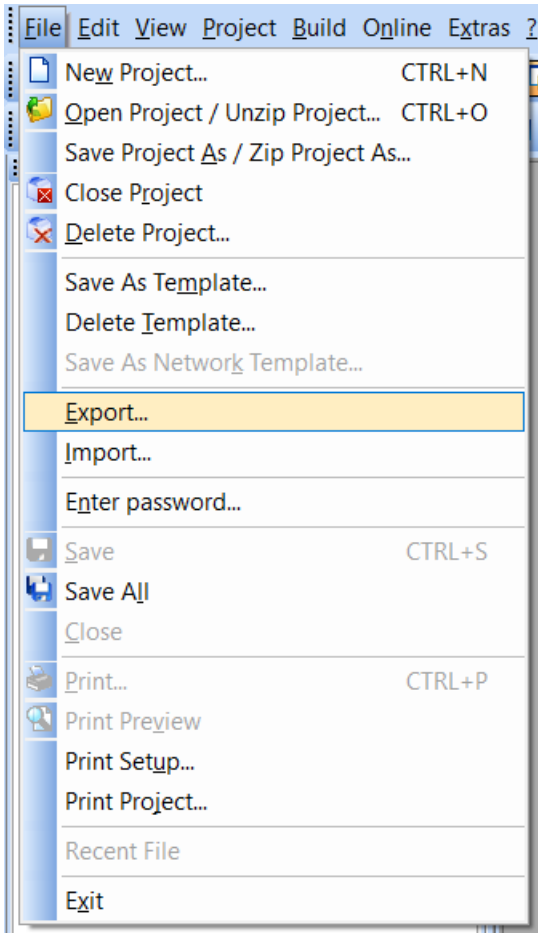 File Edit View Project Build Online Extras ?
New Project... CTRL+N
Open Project / Unzip Project... CTRL+O
Save Project As / Zip Project As...
Close Project
Delete Project...
Save As Template...
Delete Template...
Save As Network Template...
Export...
Import...
Enter password...
Save CTRL+S
Save All
Close
Print... CTRL+P
Print Preview
Print Setup...
Print Project...
Recent File
Exit